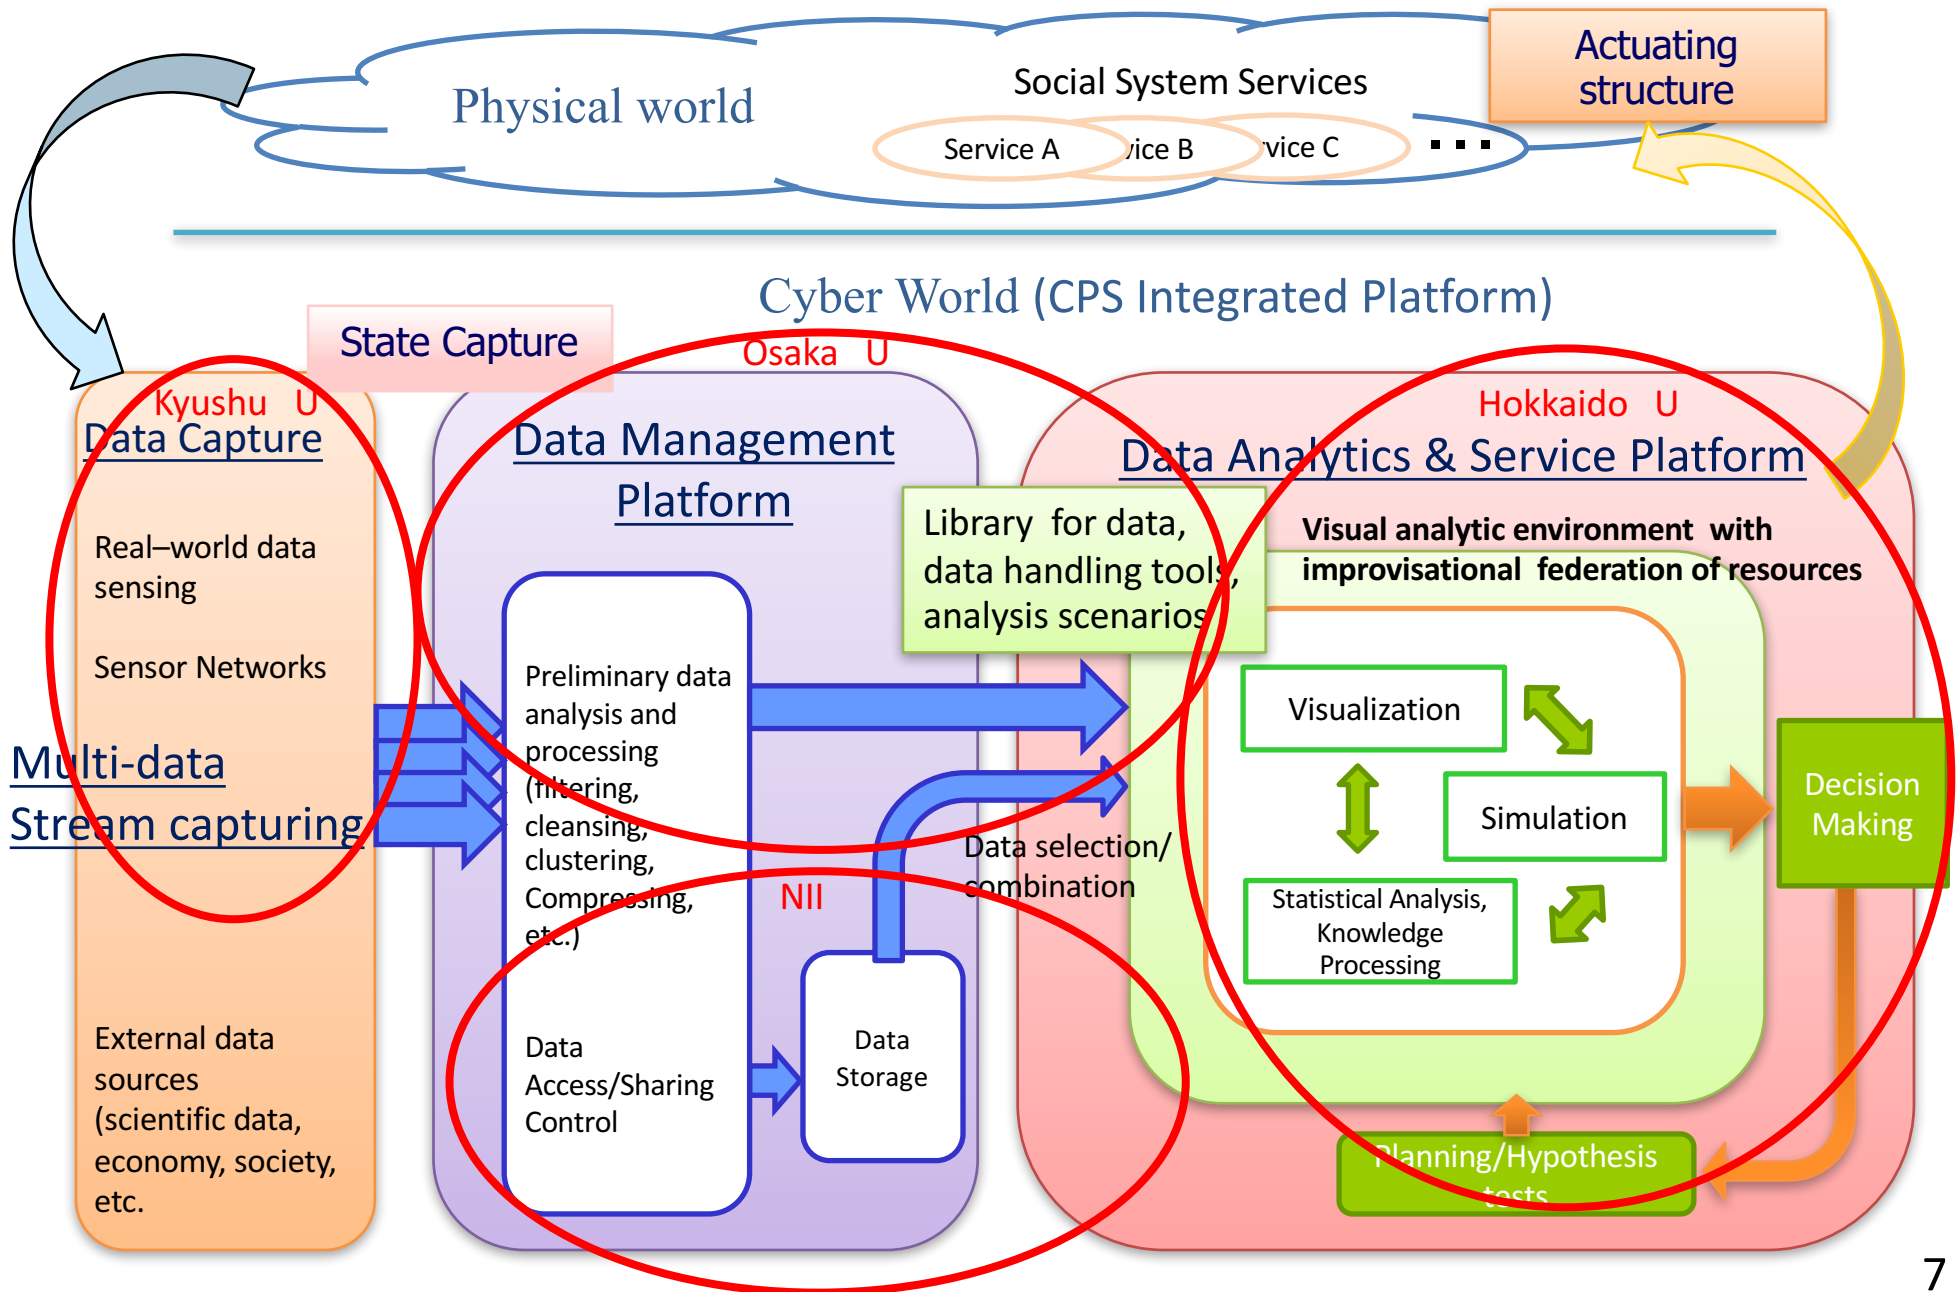 Actuating
structure
Physical world
Social System Services
Service A
vice B
rvice C
...
Cyber World (CPS Integrated Platform)
State Capture
Kyushu U
Data Capture
Real–world data
sensing
Sensor Networks
Multi-data
Stream capturing
External data
sources
(scientific data,
economy, society,
etc.
Osaka U
Data Management
Platform
Preliminary data
analysis and
processing
(filtering,
cleansing,
clustering,
Compressing,
etc.)
NII
Data
Access/Sharing
Control
Data
Storage
Data selection/
combination
Library for data,
data handling tools,
analysis scenarios
Hokkaido U
Data Analytics & Service Platform
Visual analytic environment with
improvisational federation of resources
Visualization
Simulation
Statistical Analysis,
Knowledge
Processing
Decision
Making
Planning/Hypothesis
tests
7